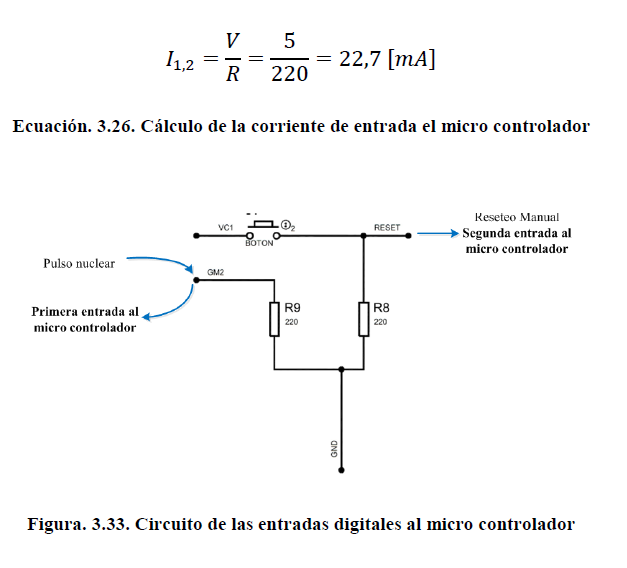 I1,2 = V/R = 5/220 = 22,7 [mA]
Ecuación. 3.26. Cálculo de la corriente de entrada el micro controlador
VC1
BOTON
2
RESET
Reseteo Manual
Segunda entrada al
micro controlador
Pulso nuclear
GM2
Primera entrada al
micro controlador
R9
220
R8
220
GND
Figura. 3.33. Circuito de las entradas digitales al micro controlador